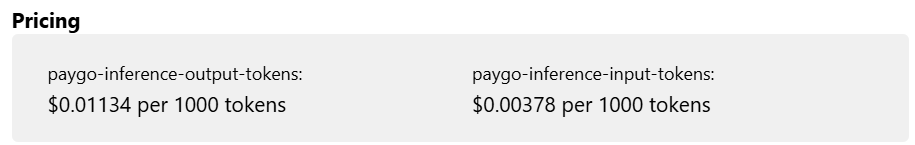 Pricing
paygo-inference-output-tokens:
$0.01134 per 1000 tokens
paygo-inference-input-tokens:
$0.00378 per 1000 tokens